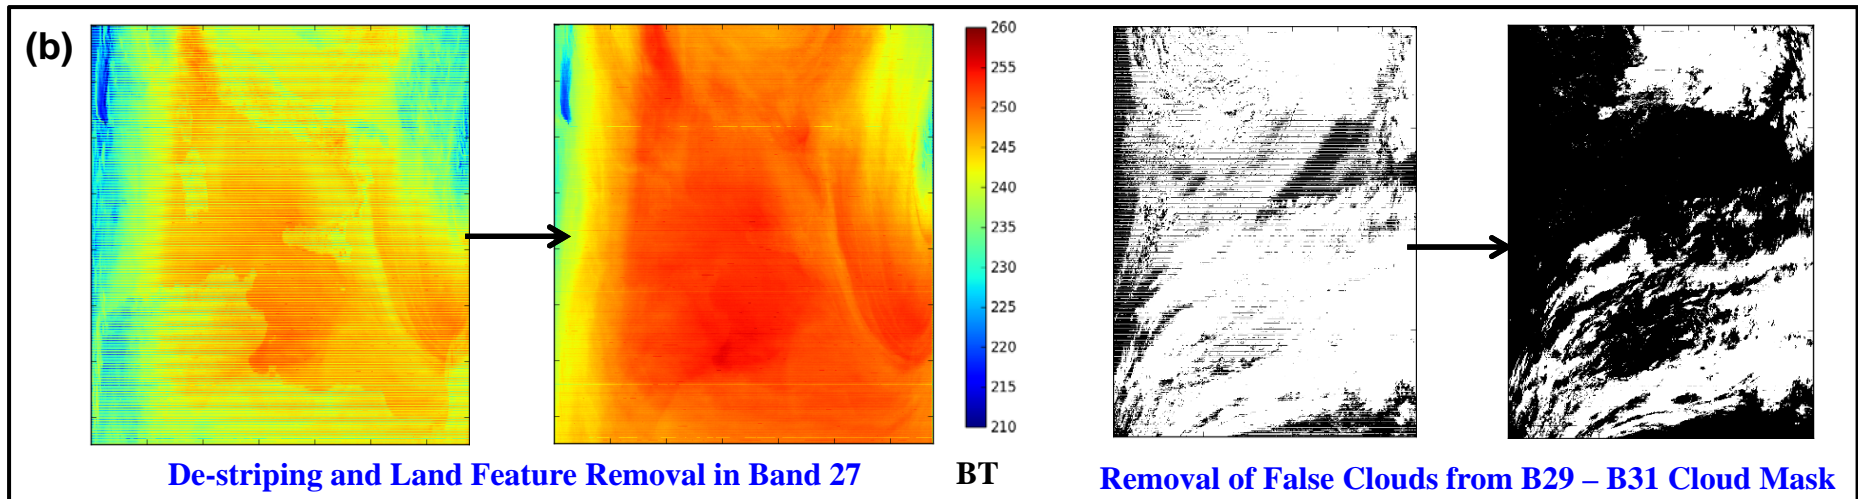 (b)
260
255
250
245
240
235
230
225
220
215
210
De-striping and Land Feature Removal in Band 27
BT
Removal of False Clouds from B29 – B31 Cloud Mask